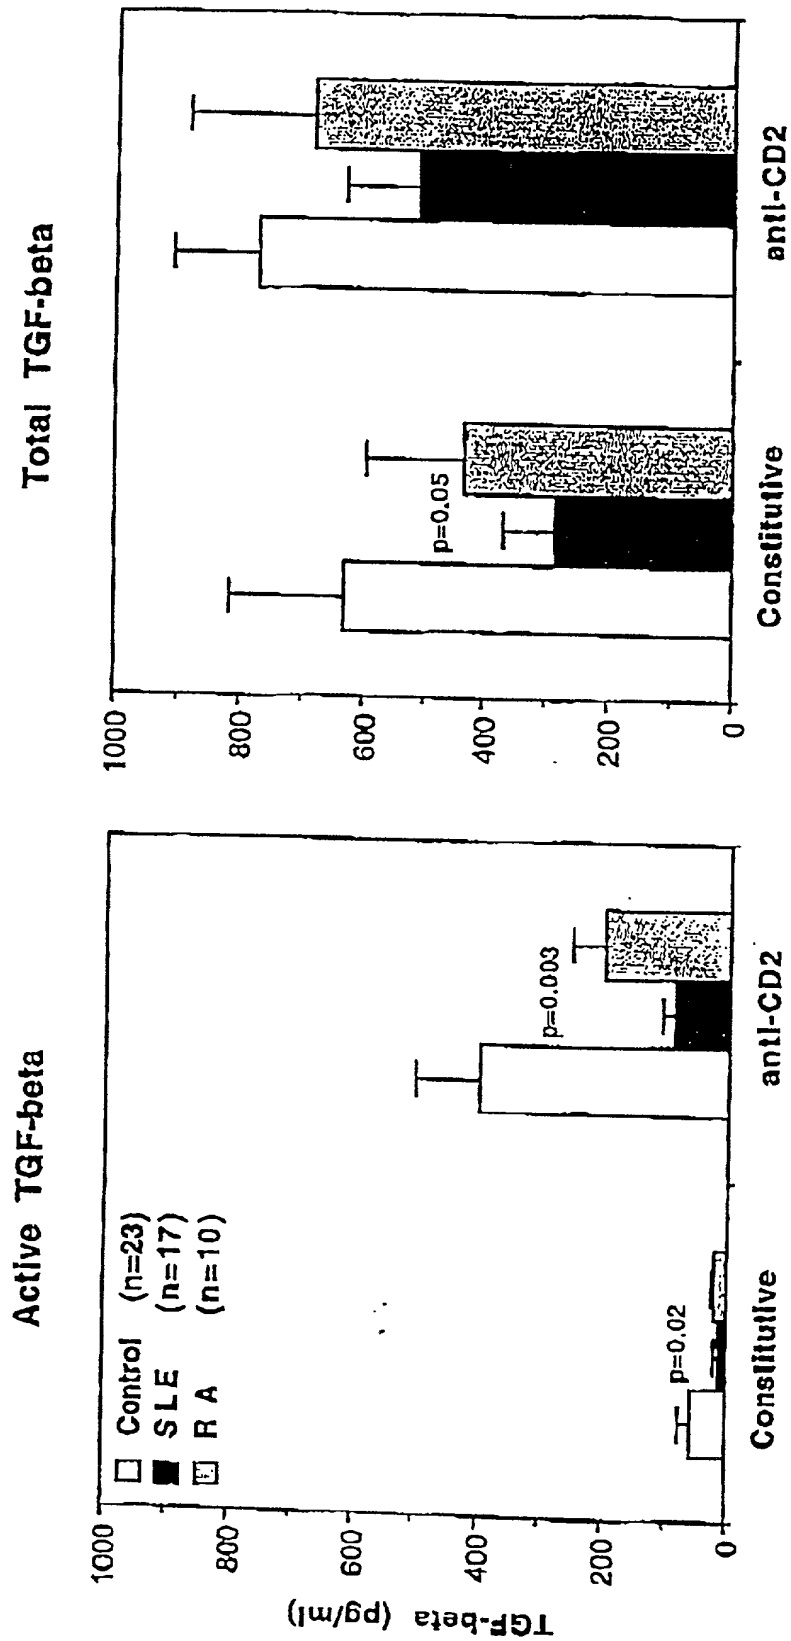 Active TGF-beta
TGF-beta (pg/ml)
1000
800
600
400
200
0
Control (n=23)
SLE (n=17)
RA (n=10)
p=0.02
p=0.003
Constitutive
anti-CD2
Total TGF-beta
1000
800
600
400
200
0
p=0.05
Constitutive
anti-CD2